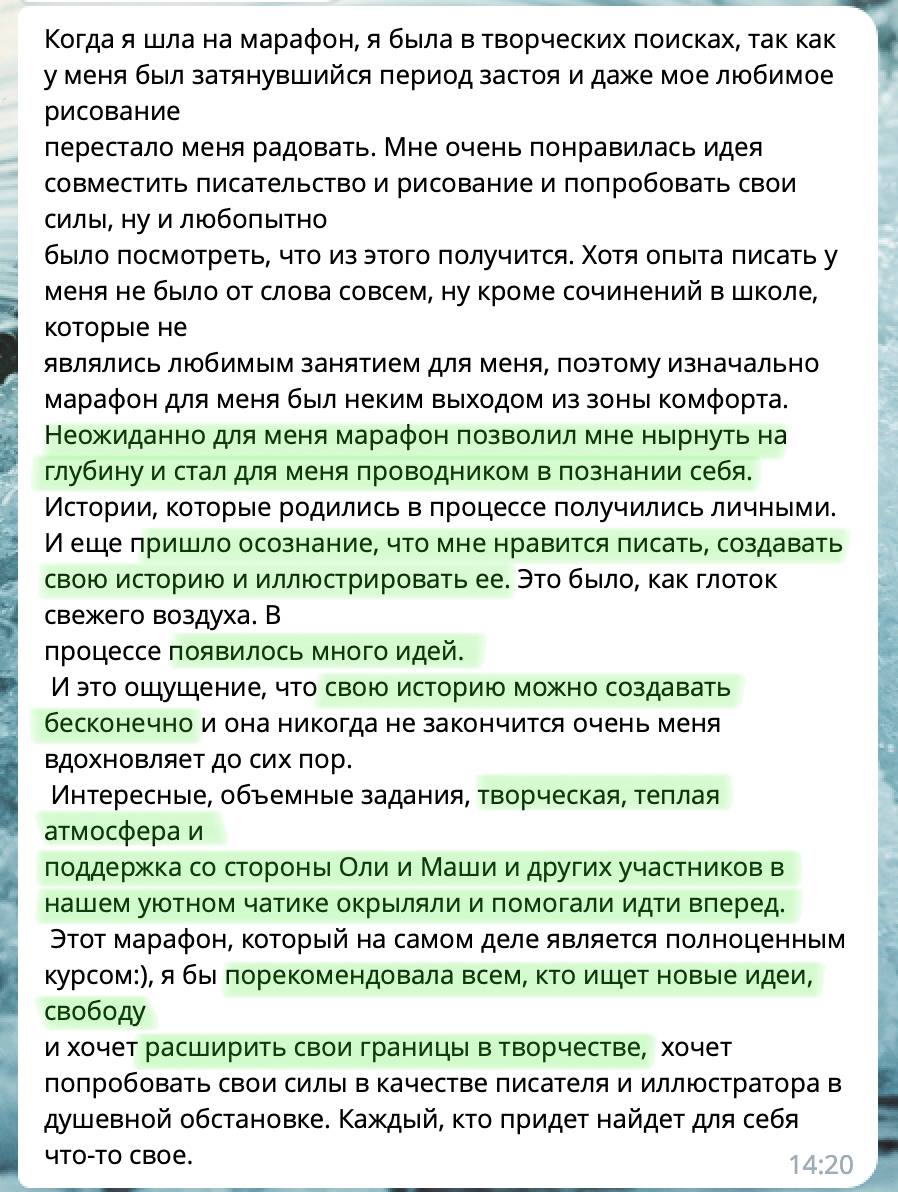 Когда я шла на марафон, я была в творческих поисках, так как
у меня был затянувшийся период застоя и даже мое любимое
рисование
перестало меня радовать. Мне очень понравилась идея
совместить писательство и рисование и попробовать свои
силы, ну и любопытно
было посмотреть, что из этого получится. Хотя опыта писать у
меня не было от слова совсем, ну кроме сочинений в школе,
которые не
являлись любимым занятием для меня, поэтому изначально
марафон для меня был неким выходом из зоны комфорта.
Неожиданно для меня марафон позволил мне нырнуть на
глубину и стал для меня проводником в познании себя.
Истории, которые родились в процессе получились личными.
И еще пришло осознание, что мне нравится писать, создавать
свою историю и иллюстрировать ее. Это было, как глоток
свежего воздуха. В
процессе появилось много идей.
И это ощущение, что свою историю можно создавать
бесконечно и она никогда не закончится очень меня
вдохновляет до сих пор.
Интересные, объемные задания, творческая, теплая
атмосфера и
поддержка со стороны Оли и Маши и других участников в
нашем уютном чатике окрыляли и помогали идти вперед.
Этот марафон, который на самом деле является полноценным
курсом:), я бы порекомендовала всем, кто ищет новые идеи,
свободу
и хочет расширить свои границы в творчестве, хочет
попробовать свои силы в качестве писателя и иллюстратора в
душевной обстановке. Каждый, кто придет найдет для себя
что-то свое.
14:20